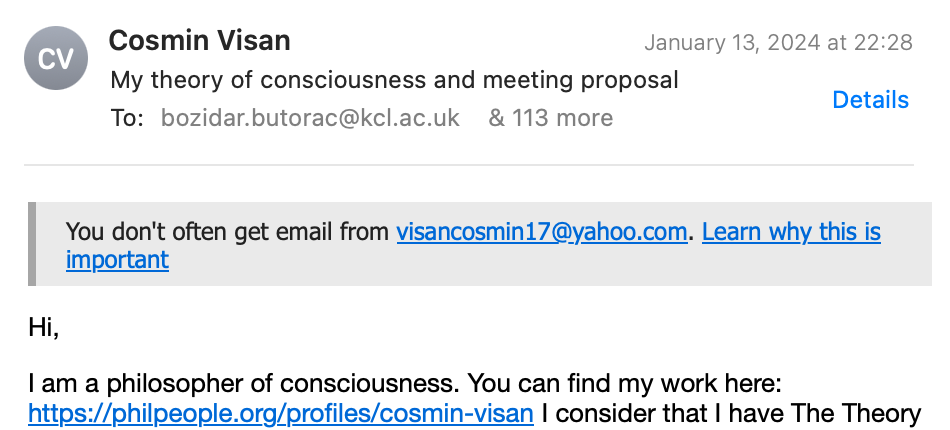 CV
Cosmin Visan
January 13, 2024 at 22:28
My theory of consciousness and meeting proposal
Details
To: bozidar.butorac@kcl.ac.uk & 113 more
You don't often get email from visancosmin17@yahoo.com. Learn why this is
important
Hi,
I am a philosopher of consciousness. You can find my work here:
https://philpeople.org/profiles/cosmin-visan I consider that I have The Theory